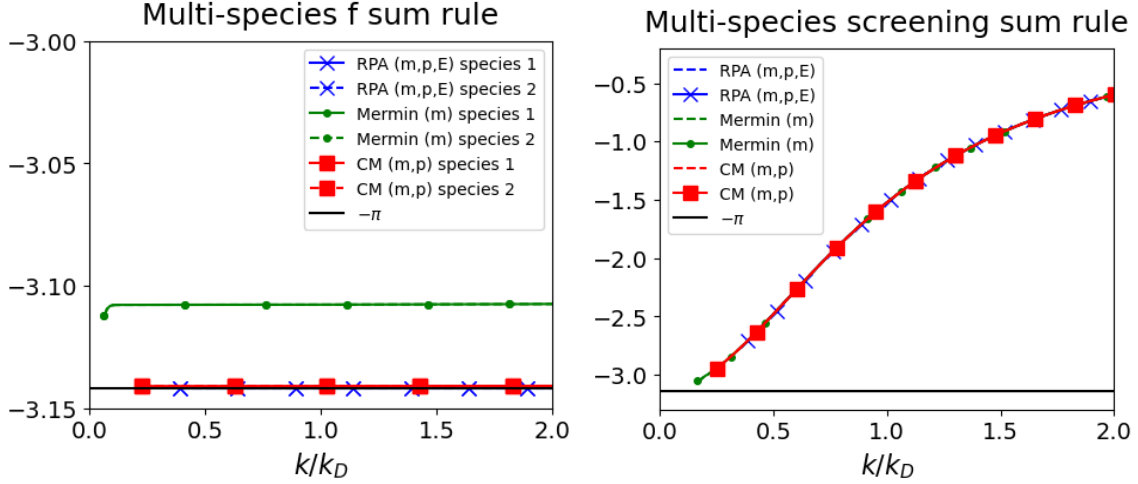 Multi-species f sum rule
−3.00
−3.05
−3.10
−3.15
RPA (m,p,E) species 1
RPA (m,p,E) species 2
Mermin (m) species 1
Mermin (m) species 2
CM (m,p) species 1
CM (m,p) species 2
−π
0.0 0.5 1.0 1.5 2.0
k/k_D
Multi-species screening sum rule
−0.5
−1.0
−1.5
−2.0
−2.5
−3.0
RPA (m,p,E)
RPA (m,p,E)
Mermin (m)
Mermin (m)
CM (m,p)
CM (m,p)
−π
0.0 0.5 1.0 1.5 2.0
k/k_D